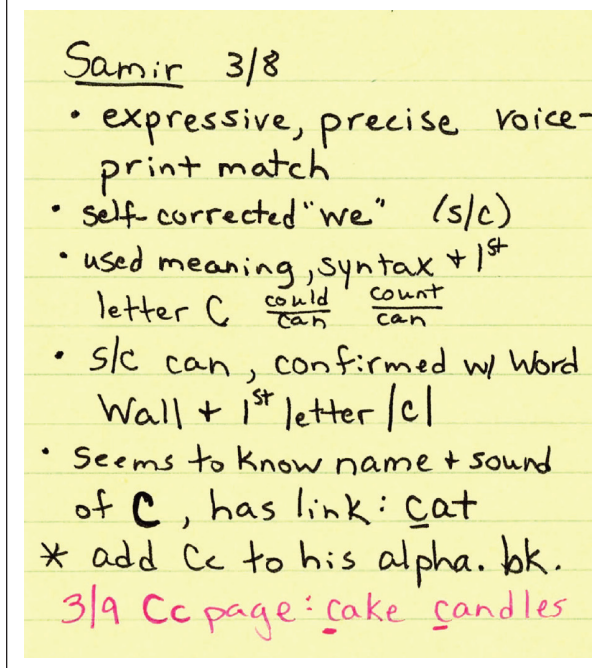 Samir 3/8
• expressive, precise voice-
print match
• self-corrected "we" (s/c)
• used meaning, syntax + 1st
letter C could/can count/can
• s/c can, confirmed w/ Word
Wall + 1st letter |c|
• Seems to know name + sound
of C, has link: cat
* add Cc to his alpha. bk.
3/9 Cc page: cake candles